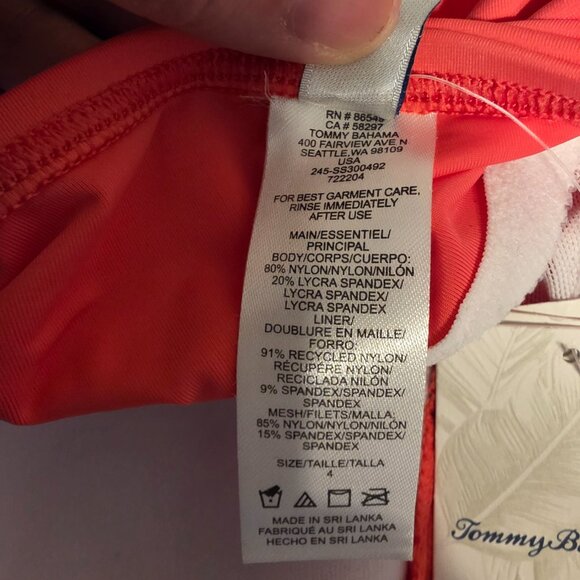 RN # 86549
CA # 58297
TOMMY BAHAMA
400 FAIRVIEW AVE N
SEATTLE, WA 98109
USA
245-SS300492
722204
FOR BEST GARMENT CARE,
RINSE IMMEDIATELY
AFTER USE
MAIN/ESSENTIEL/
PRINCIPAL
BODY/CORPS/CUERPO:
80% NYLON/NYLON/NILÓN
20% LYCRA SPANDEX/
LYCRA SPANDEX/
LYCRA SPANDEX
LINER/
DOUBLURE EN MAILLE/
FORRO:
91% RECYCLED NYLON/
RÉCUPÉRÉ NYLON/
RECICLADA NILÓN
9% SPANDEX/SPANDEX/
SPANDEX
MESH/FILETS/MALLA:
85% NYLON/NYLON/NILÓN
15% SPANDEX/SPANDEX/
SPANDEX
SIZE/TAILLE/TALLA
4
MADE IN SRI LANKA
FABRIQUÉ AU SRI LANKA
HECHO EN SRI LANKA
Tommy B